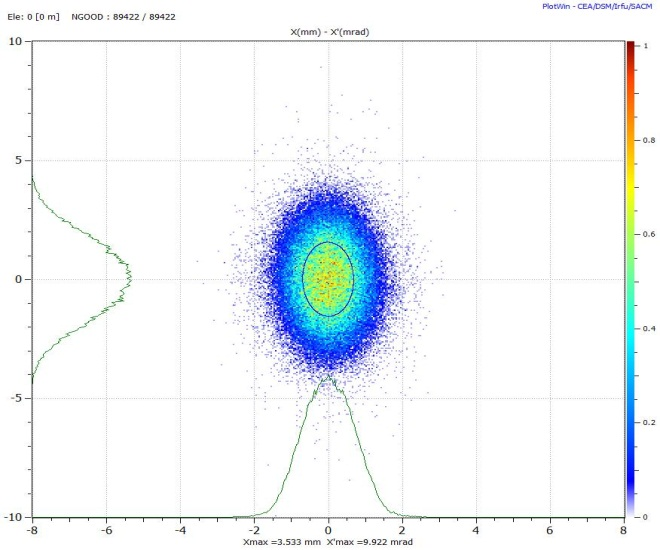 PlotWin - CEA/DSM/Irfu/SACM
Ele: 0 [0 m] NGOOD : 89422 / 89422
X(mm) - X'(mrad)
10
5
0
-5
-10
-8 -6 -4 -2 0 2 4 6 8
1
0.8
0.6
0.4
0.2
0
Xmax =3.533 mm X'max =9.922 mrad